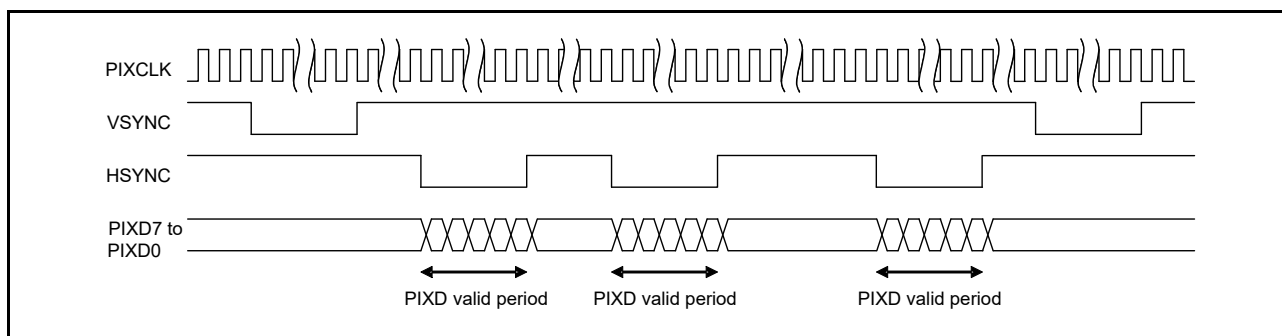 PIXCLK
VSYNC
HSYNC
PIXD7 to
PIXD0
PIXD valid period
PIXD valid period
PIXD valid period